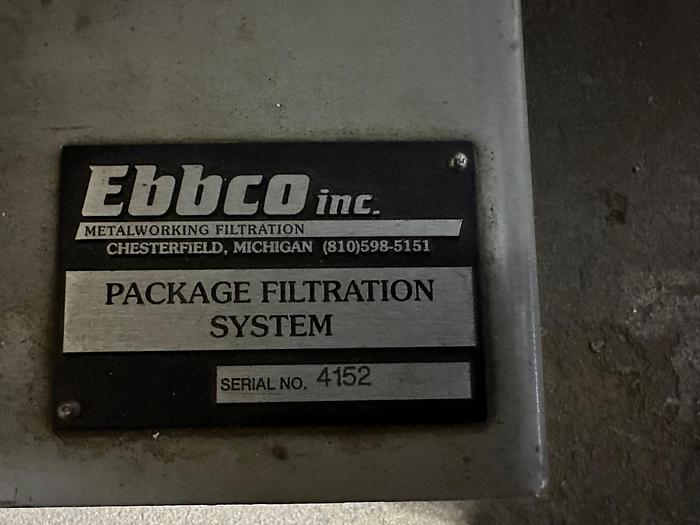 Ebbco inc.
METALWORKING FILTRATION
CHESTERFIELD, MICHIGAN (810)598-5151
PACKAGE FILTRATION
SYSTEM
SERIAL NO. 4152